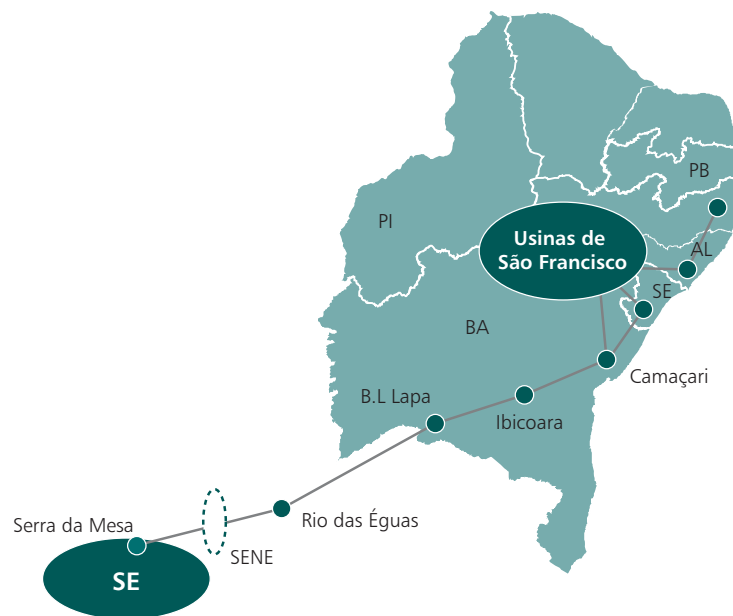 PB
PI
Usinas de
São Francisco
AL
SE
BA
Camaçari
B.L Lapa
Ibicoara
Rio das Éguas
Serra da Mesa
SENE
SE